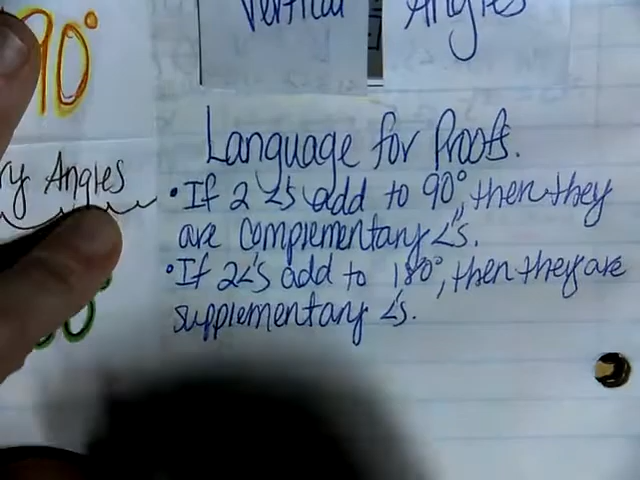 Vertical Angles
90°
ry Angles
Language for Proofs.
• If 2 ∠s add to 90°, then they
are complementary ∠'s.
• If 2∠'s add to 180°, then they are
supplementary ∠'s.